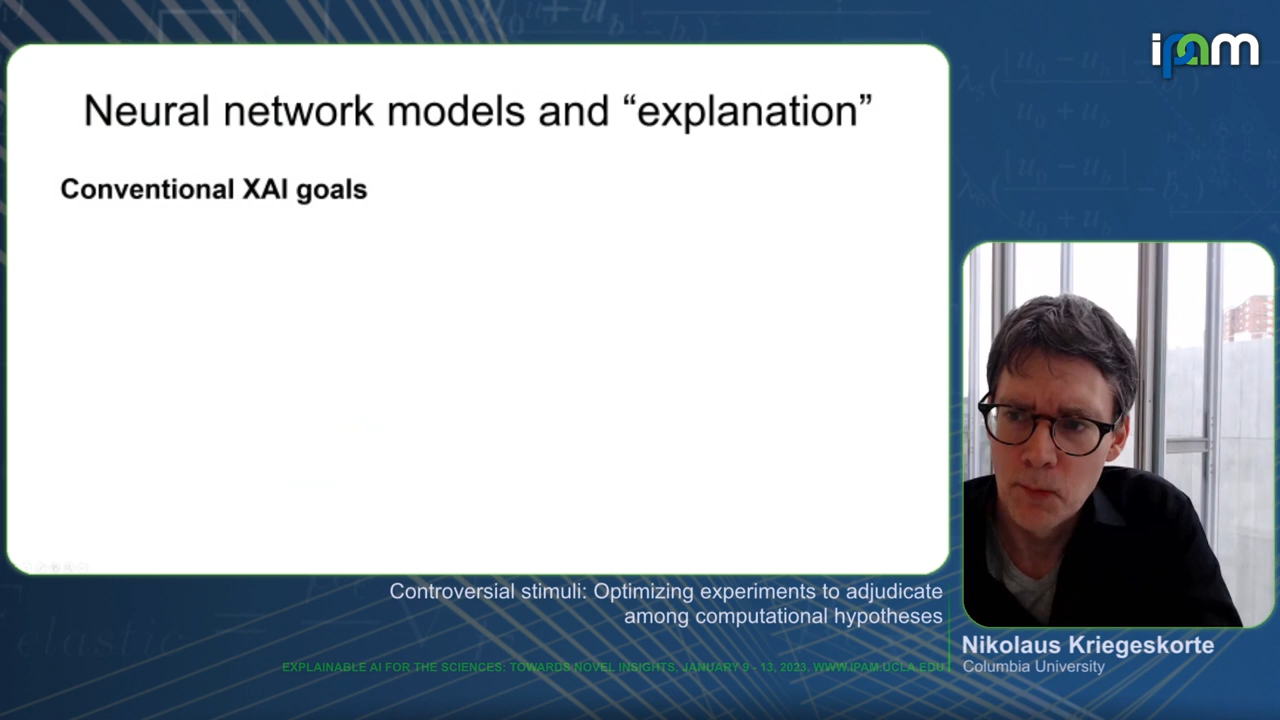 ipam
Neural network models and “explanation”
Conventional XAI goals
Controversial stimuli: Optimizing experiments to adjudicate
among computational hypotheses
Nikolaus Kriegeskorte
Columbia University
EXPLAINABLE AI FOR THE SCIENCES: TOWARDS NOVEL INSIGHTS, JANUARY 9 - 13, 2023, WWW.IPAM.UCLA.EDU
elastic